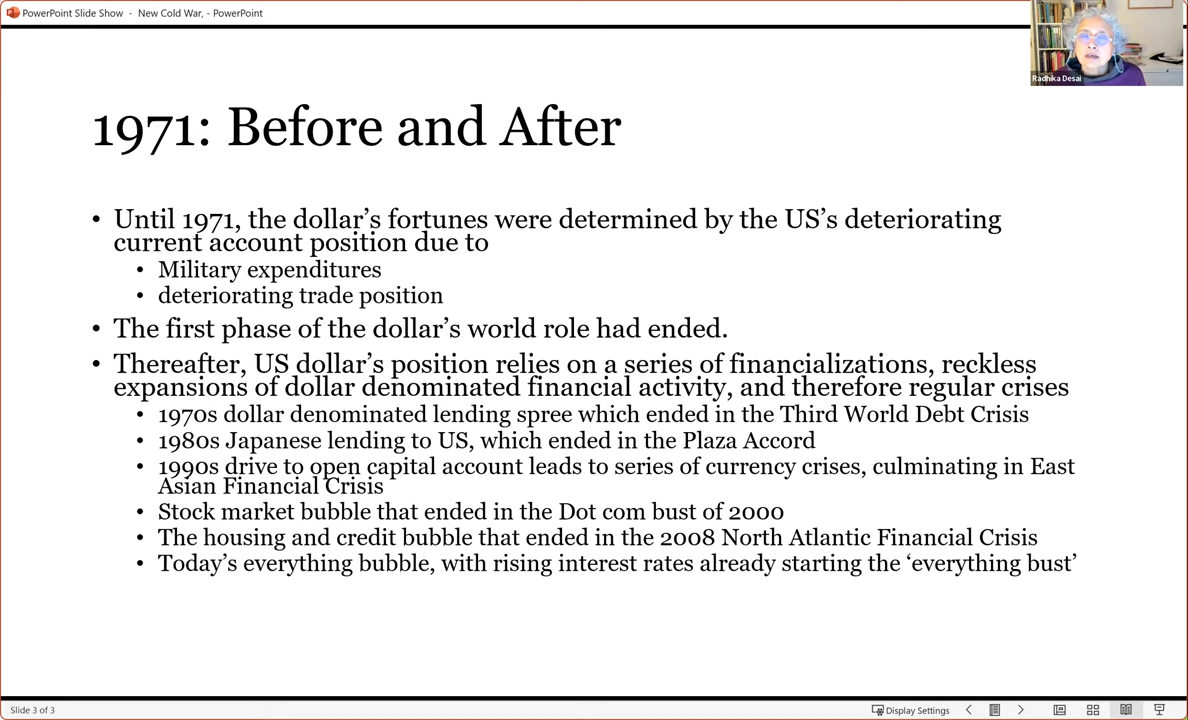 PowerPoint Slide Show - New Cold War, - PowerPoint
Radhika Desai
1971: Before and After
• Until 1971, the dollar’s fortunes were determined by the US’s deteriorating
current account position due to
• Military expenditures
• deteriorating trade position
• The first phase of the dollar’s world role had ended.
• Thereafter, US dollar’s position relies on a series of financializations, reckless
expansions of dollar denominated financial activity, and therefore regular crises
• 1970s dollar denominated lending spree which ended in the Third World Debt Crisis
• 1980s Japanese lending to US, which ended in the Plaza Accord
• 1990s drive to open capital account leads to series of currency crises, culminating in East
Asian Financial Crisis
• Stock market bubble that ended in the Dot com bust of 2000
• The housing and credit bubble that ended in the 2008 North Atlantic Financial Crisis
• Today’s everything bubble, with rising interest rates already starting the ‘everything bust’
Slide 3 of 3
Display Settings